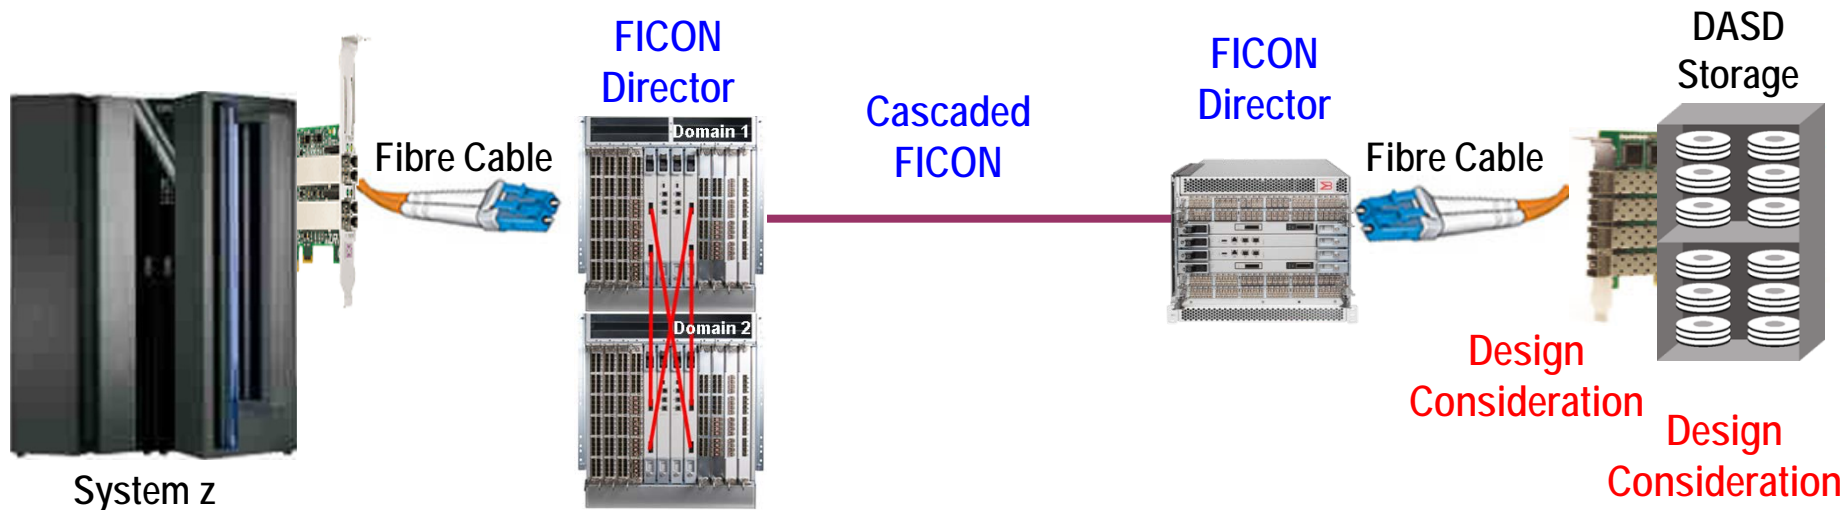 FICON
Director
Cascaded
FICON
FICON
Director
DASD
Storage
Fibre Cable
Domain 1
Domain 2
Fibre Cable
Design
Consideration
Design
Consideration
System z